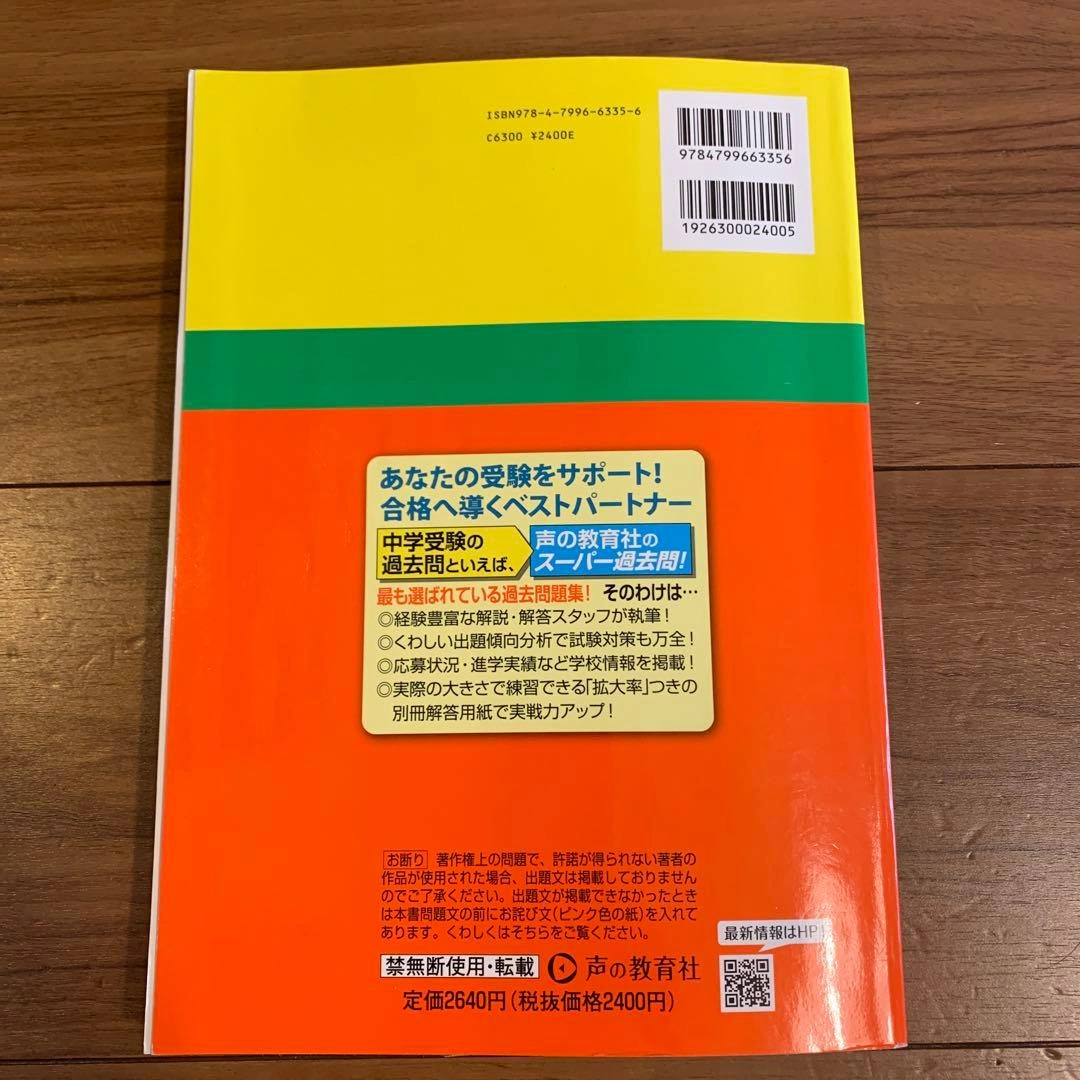 ISBN978-4-7996-6335-6
C6300 ¥2400E
9784799663356
1926300024005
あなたの受験をサポート!
合格へ導くベストパートナー
中学受験の
過去問といえば、
声の教育社の
スーパー過去問!
最も選ばれている過去問題集! そのわけは…
◎経験豊富な解説・解答スタッフが執筆!
◎くわしい出題傾向分析で試験対策も万全!
◎応募状況・進学実績など学校情報を掲載!
◎実際の大きさで練習できる「拡大率」つきの
別冊解答用紙で実戦力アップ!
お断り 著作権上の問題で、許諾が得られない著者の
作品が使用された場合、出題文は掲載しておりません
のでご了承ください。出題文が掲載できなかったとき
は本書問題文の前にお詫び文(ピンク色の紙)を入れて
あります。くわしくはそちらをご覧ください。
最新情報はHP!
禁無断使用・転載 声の教育社
定価2640円(税抜価格2400円)